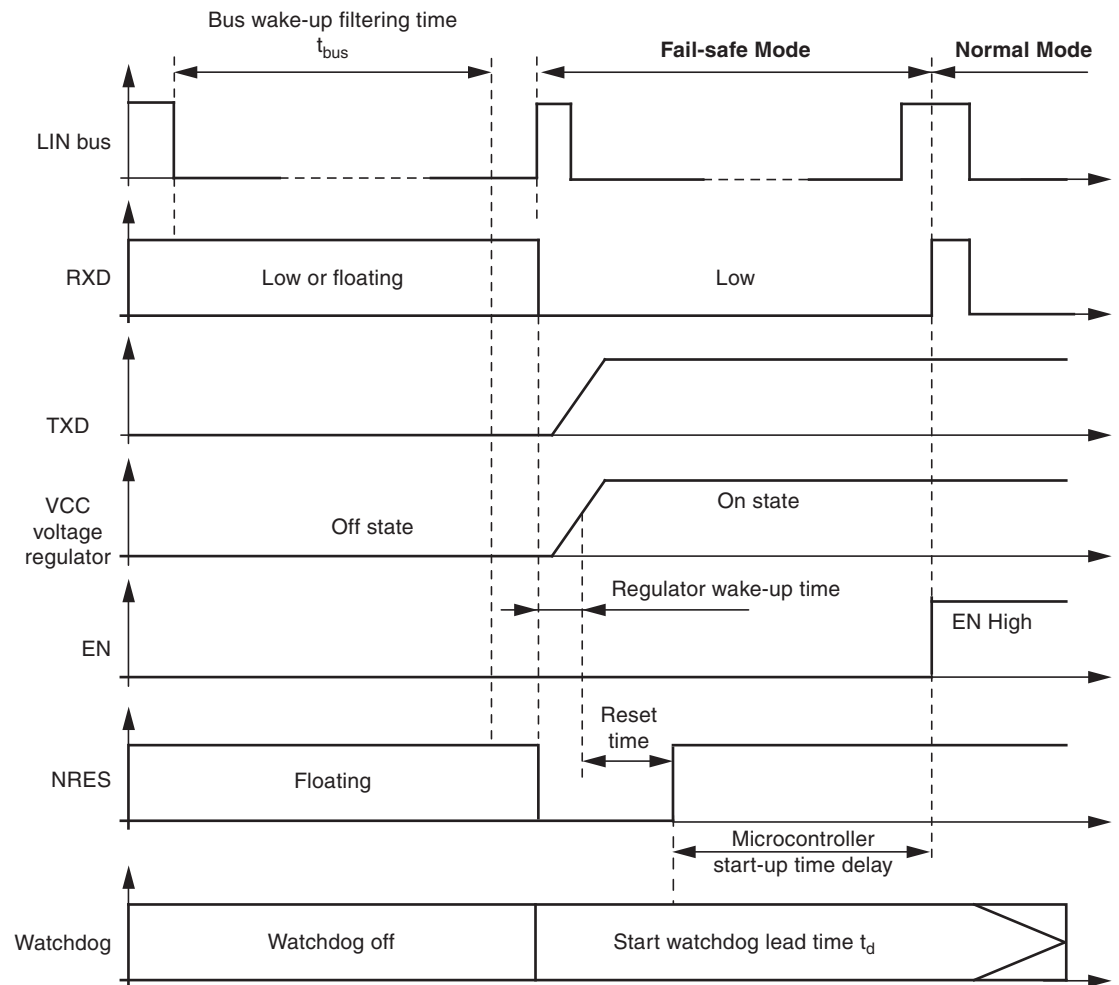 Bus wake-up filtering time
t_bus
Fail-safe Mode
Normal Mode
LIN bus
RXD
Low or floating
Low
TXD
VCC
voltage
regulator
Off state
On state
Regulator wake-up time
EN
EN High
Reset
time
NRES
Floating
Microcontroller
start-up time delay
Watchdog
Watchdog off
Start watchdog lead time t_d